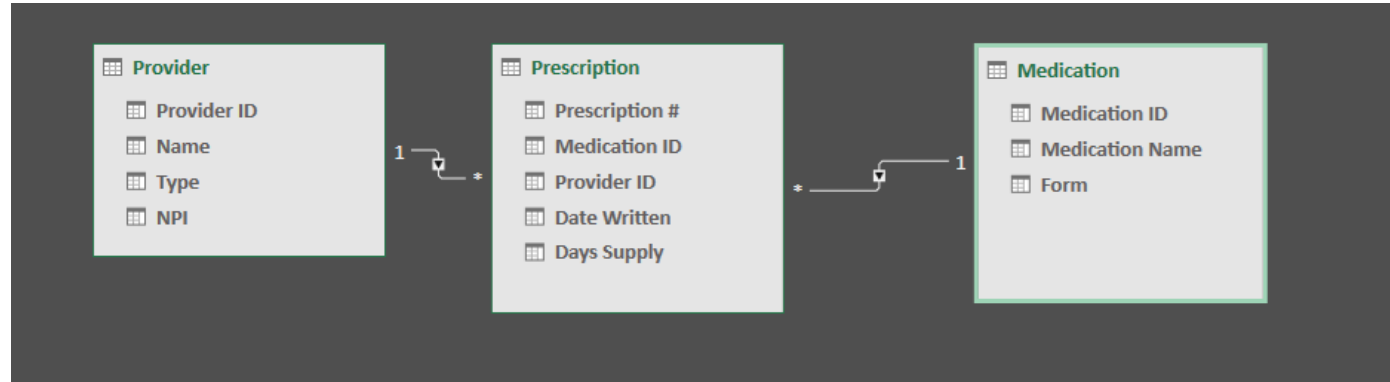 Provider
Provider ID
Name
Type
NPI
1
*
Prescription
Prescription #
Medication ID
Provider ID
Date Written
Days Supply
*
1
Medication
Medication ID
Medication Name
Form